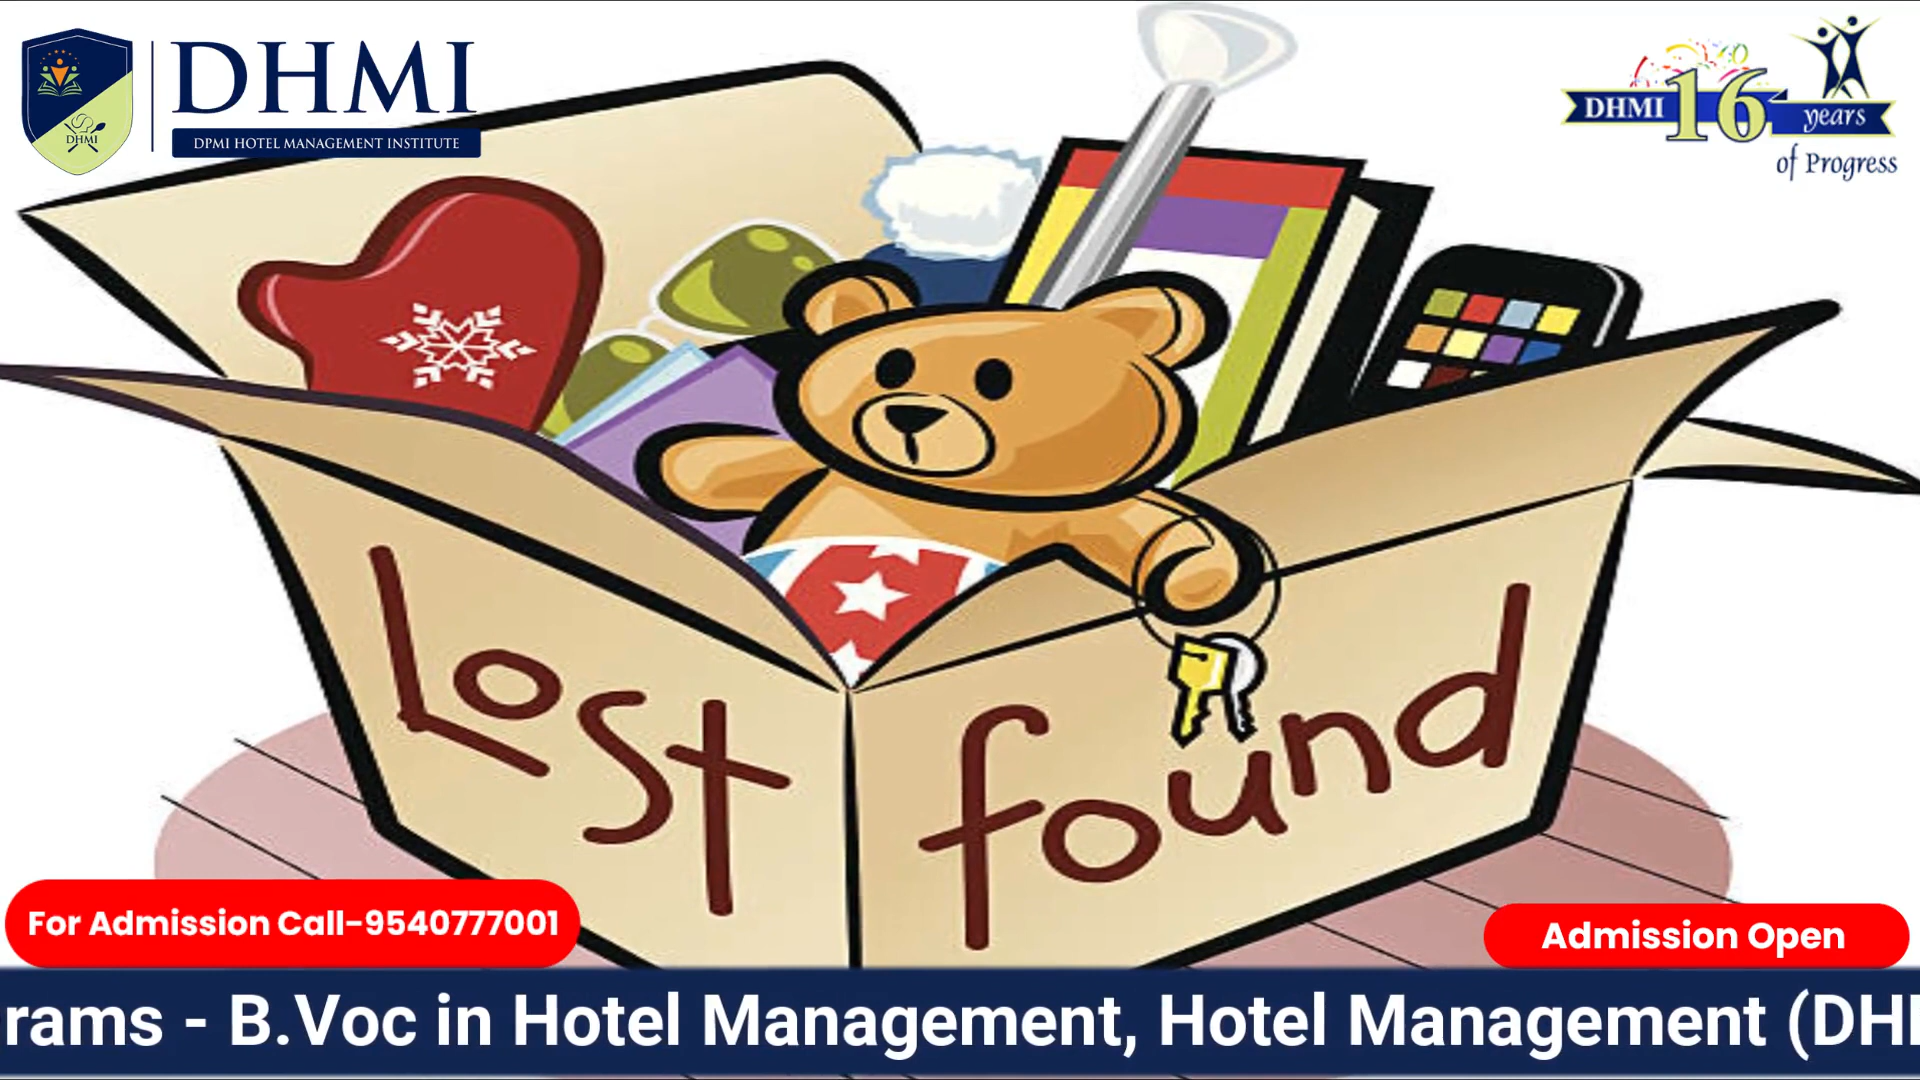 DHMI
DPMI HOTEL MANAGEMENT INSTITUTE
DHMI
DHMI 16 years
of Progress
Lost
found
For Admission Call-9540777001
Admission Open
rams - B.Voc in Hotel Management, Hotel Management (DH